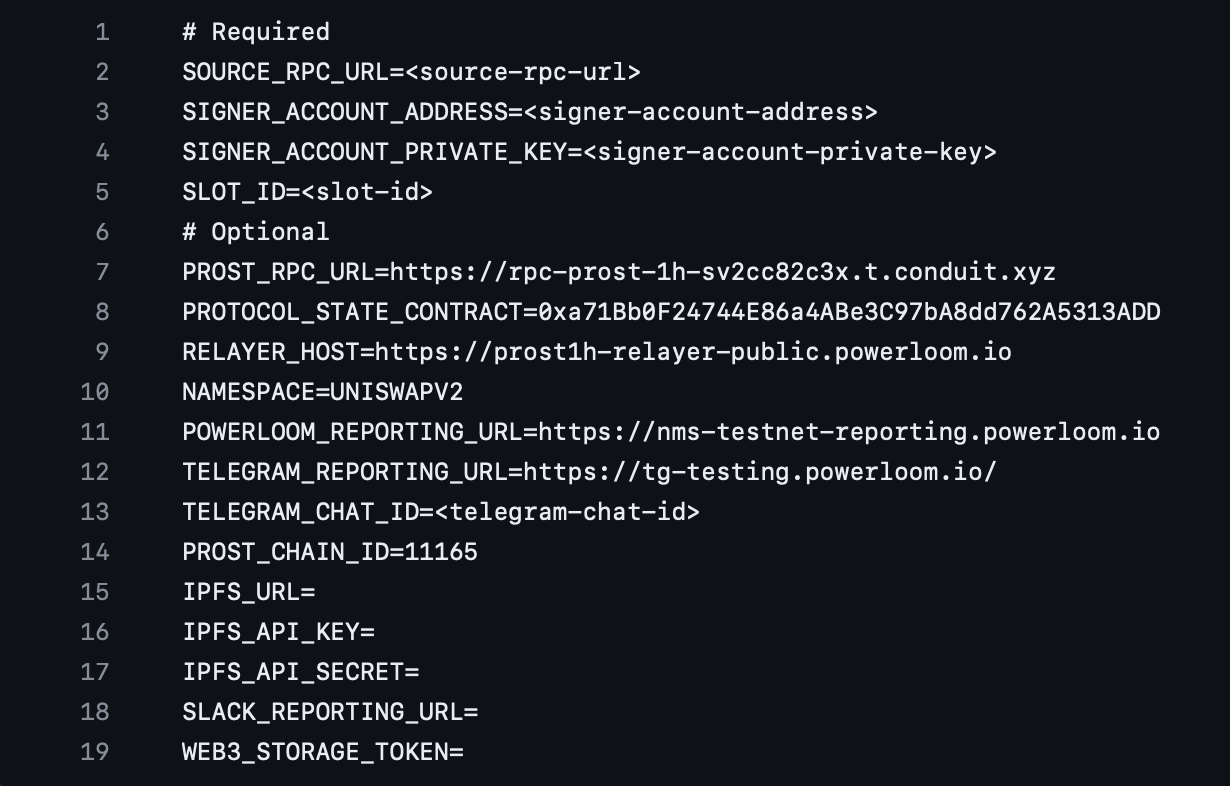 1 # Required
2 SOURCE_RPC_URL=<source-rpc-url>
3 SIGNER_ACCOUNT_ADDRESS=<signer-account-address>
4 SIGNER_ACCOUNT_PRIVATE_KEY=<signer-account-private-key>
5 SLOT_ID=<slot-id>
6 # Optional
7 PROST_RPC_URL=https://rpc-prost-1h-sv2cc82c3x.t.conduit.xyz
8 PROTOCOL_STATE_CONTRACT=0xa71Bb0F24744E86a4ABe3C97bA8dd762A5313ADD
9 RELAYER_HOST=https://prost1h-relayer-public.powerloom.io
10 NAMESPACE=UNISWAPV2
11 POWERLOOM_REPORTING_URL=https://nms-testnet-reporting.powerloom.io
12 TELEGRAM_REPORTING_URL=https://tg-testing.powerloom.io/
13 TELEGRAM_CHAT_ID=<telegram-chat-id>
14 PROST_CHAIN_ID=11165
15 IPFS_URL=
16 IPFS_API_KEY=
17 IPFS_API_SECRET=
18 SLACK_REPORTING_URL=
19 WEB3_STORAGE_TOKEN=